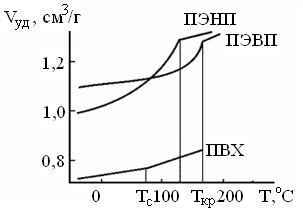 Vуд, см³/г
ПЭНП
ПЭВП
1,2
1,0
0,8
ПВХ
0 Tс100 Tкр200 T,°C